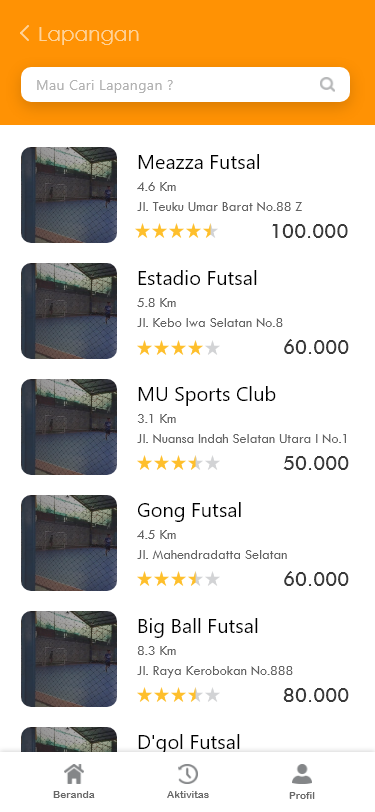 Lapangan
Mau Cari Lapangan ?
Meazza Futsal
4.6 Km
Jl. Teuku Umar Barat No.88 Z
100.000
Estadio Futsal
5.8 Km
Jl. Kebo Iwa Selatan No.8
60.000
MU Sports Club
3.1 Km
Jl. Nuansa Indah Selatan Utara I No.1
50.000
Gong Futsal
4.5 Km
Jl. Mahendradatta Selatan
60.000
Big Ball Futsal
8.3 Km
Jl. Raya Kerobokan No.888
80.000
D'gol Futsal
Beranda
Aktivitas
Profil